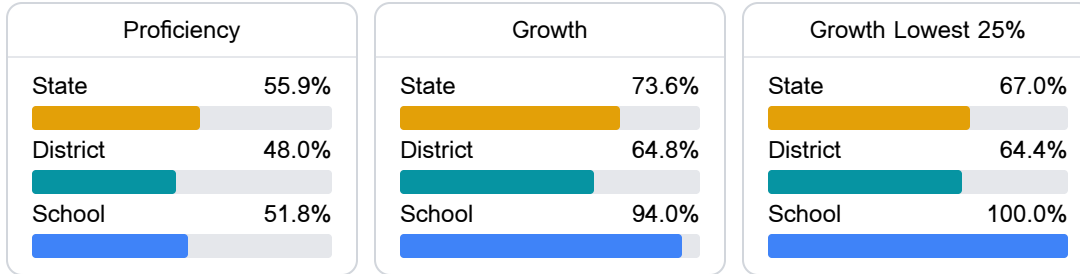 Proficiency
State 55.9%
District 48.0%
School 51.8%
Growth
State 73.6%
District 64.8%
School 94.0%
Growth Lowest 25%
State 67.0%
District 64.4%
School 100.0%